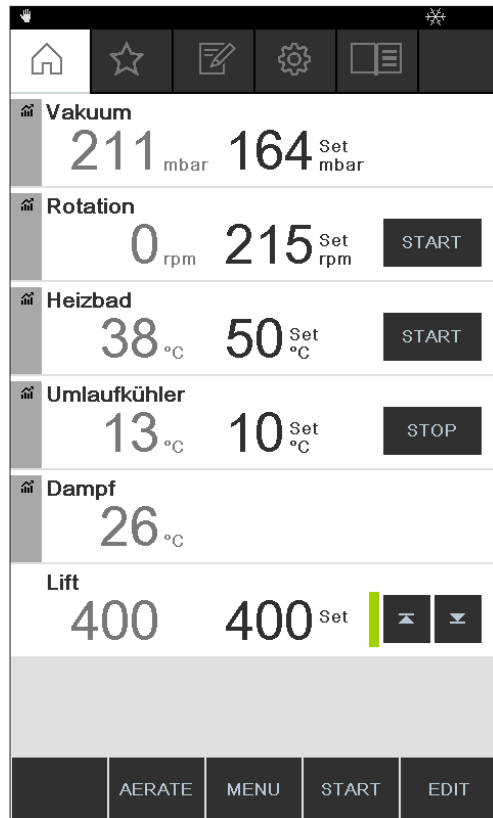 Vakuum
211 mbar 164 Set mbar
Rotation
0 rpm 215 Set rpm START
Heizbad
38 °C 50 Set °C START
Umlaufkühler
13 °C 10 Set °C STOP
Dampf
26 °C
Lift
400 400 Set
AERATE MENU START EDIT